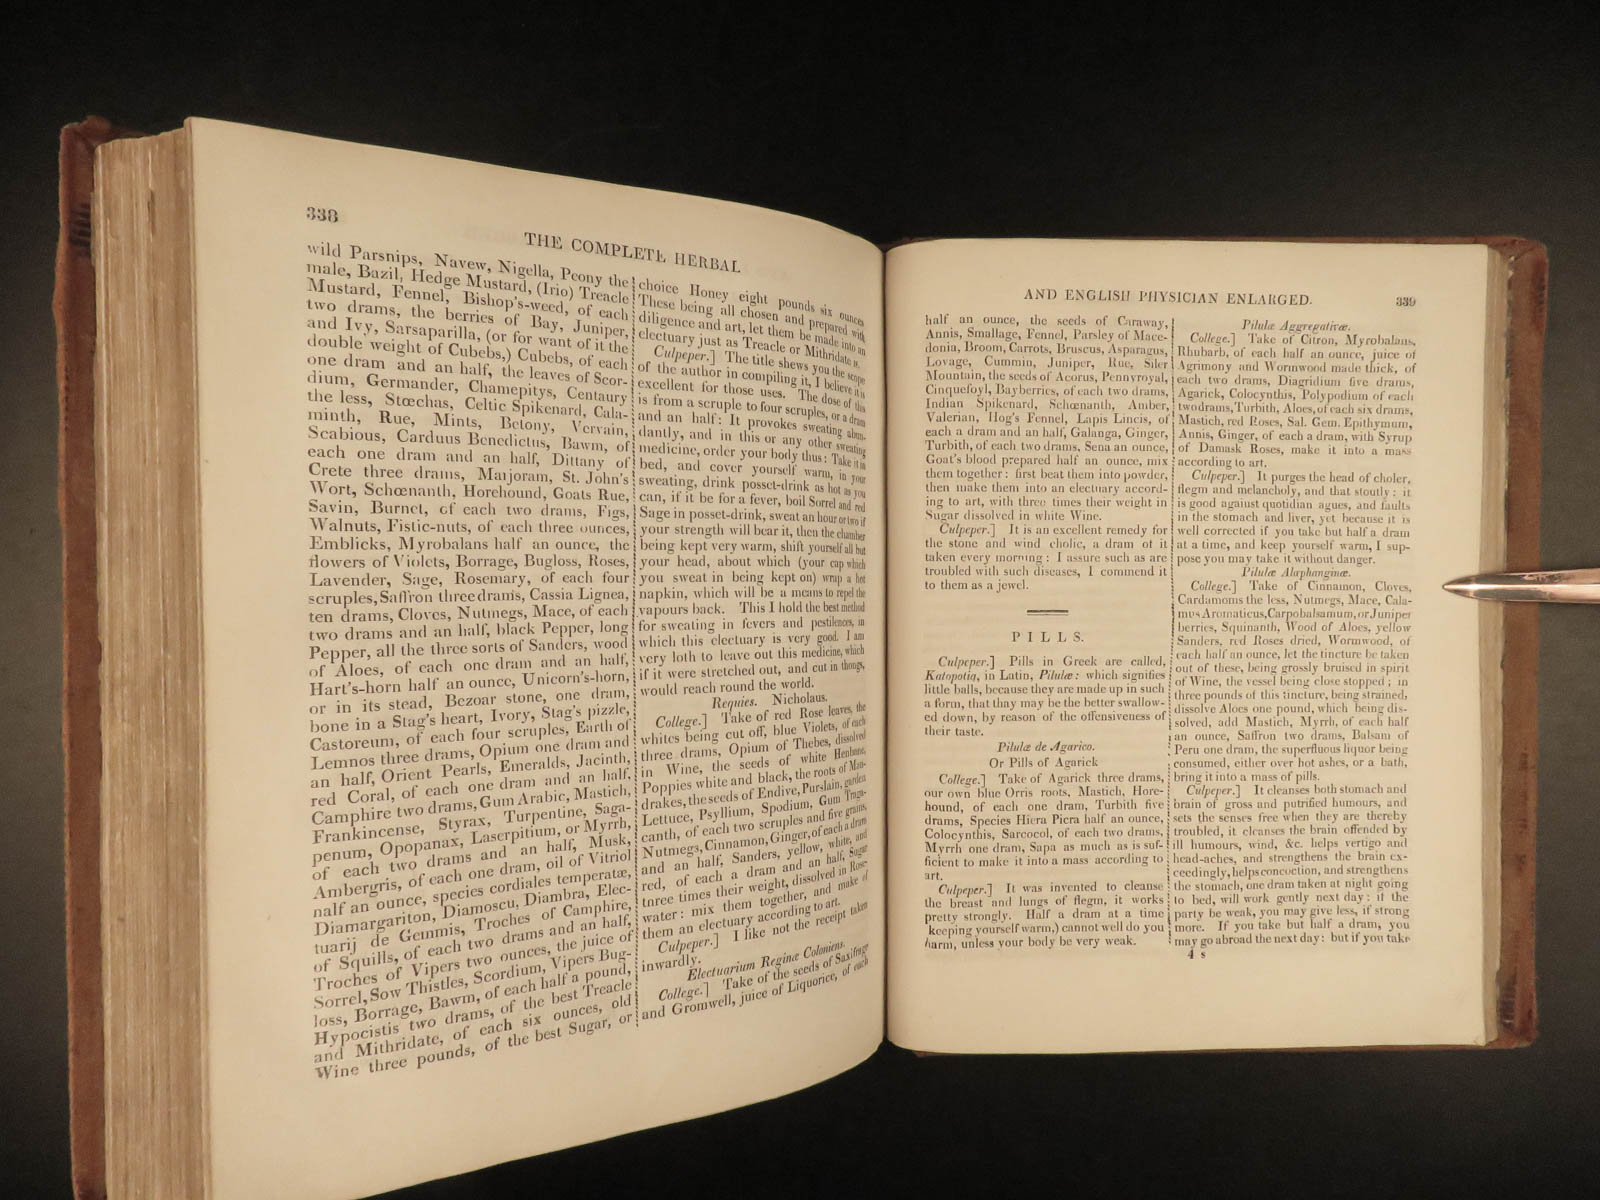 338
THE COMPLETE HERBAL
wild Parsnips, Navew, Nigella, Peony the
male, Bazil, Hedge Mustard, (Irio) Treacle
Mustard, Fennel, Bishop's-weed, of each
two drams, the berries of Bay, Juniper,
and Ivy, Sarsaparilla, (or for want of it the
double weight of Cubebs,) Cubebs, of each
one dram and an half, the leaves of Scor-
dium, Germander, Chamepitys, Centaury
the less, Stœchas, Celtic Spikenard, Cala-
minth, Rue, Mints, Betony, Vervain,
Scabious, Carduus Benedictus, Bawm, of
each one dram and an half, Dittany of
Crete three drams, Marjoram, St. John's
Wort, Schœnanth, Horehound, Goats Rue,
Savin, Burnet, of each two drams, Figs,
Walnuts, Fistic-nuts, of each three ounces,
Emblicks, Myrobalans half an ounce, the
flowers of Violets, Borrage, Bugloss, Roses,
Lavender, Sage, Rosemary, of each four
scruples, Saffron three drams, Cassia Lignea,
ten drams, Cloves, Nutmegs, Mace, of each
two drams and an half, black Pepper, long
Pepper, all the three sorts of Sanders, wood
of Aloes, of each one dram and an half,
Hart's-horn half an ounce, Unicorn's-horn,
or in its stead, Bezoar stone, one dram,
bone in a Stag's heart, Ivory, Stag's pizzle,
Castoreum, of each four scruples, Earth of
Lemnos three drams, Opium one dram and
an half, Orient Pearls, Emeralds, Jacinth,
red Coral, of each one dram and an half,
Camphire two drams, Gum Arabic, Mastich,
Frankincense, Styrax, Turpentine, Saga-
penum, Opopanax, Laserpitium, or Myrrh,
of each two drams and an half, Musk,
Ambergris, of each one dram, oil of Vitriol
half an ounce, species cordiales temperatæ,
Diamargariton, Diamoscu, Diambra, Elec-
tuarij de Gemmis, Troches of Camphire,
of Squills, of each two drams and an half,
Troches of Vipers two ounces, the juice of
Sorrel, Sow Thistles, Scordium, Vipers Bug-
loss, Borrage, Bawm, of each half a pound,
Hypocistis two drams, of the best Treacle
and Mithridate, of each six ounces, old
Wine three pounds, of the best Sugar, or
choice Honey eight pounds six ounces
These being all chosen and prepared with
diligence and art, let them be made into an
electuary just as Treacle or Mithridate is.
Culpeper.] The title shews you the scope
of the author in compiling it, I believe it is
excellent for those uses. The dose of this
is from a scruple to four scruples, or a dram
and an half: It provokes sweating abun-
dantly, and in this or any other sweating
medicine, order your body thus: Take it in
bed, and cover yourself warm, in your
sweating, drink posset-drink as hot as you
can, if it be for a fever, boil Sorrel and red
Sage in posset-drink, sweat an hour or two if
your strength will bear it, then the chamber
being kept very warm, shift yourself all but
your head, about which (your cap which
you sweat in being kept on) wrap a hot
napkin, which will be a means to repel the
vapours back. This I hold the best method
for sweating in fevers and pestilences, in
which this electuary is very good. I am
very loth to leave out this medicine, which
if it were stretched out, and cut in thongs,
would reach round the world.
Requies. Nicholaus.
College.] Take of red Rose leaves, the
whites being cut off, blue Violets, of each
three drams, Opium of Thebes, dissolved
in Wine, the seeds of white Henbane,
Poppies white and black, the roots of Man-
drakes, the seeds of Endive, Purslain, garden
Lettuce, Psyllium, Spodium, Gum Traga-
canth, of each two scruples and five grains,
Nutmegs, Cinnamon, Ginger, of each a dram
and an half, Sanders, yellow, white, and
red, of each a dram and an half, Sugar
three times their weight, dissolved in Rose-
water: mix them together, and make of
them an electuary according to art.
Culpeper.] I like not the receipt taken
inwardly.
Electuarium Reginæ Coloniens.
College.] Take of the seeds of Saxifrage
and Gromwell, juice of Liquorice, of each
AND ENGLISH PHYSICIAN ENLARGED.
339
half an ounce, the seeds of Caraway,
Annis, Smallage, Fennel, Parsley of Mace-
donia, Broom, Carrots, Bruscus, Asparagus,
Lovage, Cummin, Juniper, Rue, Siler
Mountain, the seeds of Acorus, Pennyroyal,
Cinquefoyl, Bayberries, of each two drams,
Indian Spikenard, Schœnanth, Amber,
Valerian, Hog's Fennel, Lapis Lincis, of
each a dram and an half, Galanga, Ginger,
Turbith, of each two drams, Sena an ounce,
Goat's blood prepared half an ounce, mix
them together: first beat them into powder,
then make them into an electuary accord-
ing to art, with three times their weight in
Sugar dissolved in white Wine.
Culpeper.] It is an excellent remedy for
the stone and wind cholic, a dram of it
taken every morning: I assure such as are
troubled with such diseases, I commend it
to them as a jewel.
PILLS.
Culpeper.] Pills in Greek are called,
Katapotia, in Latin, Pilulæ: which signifies
little balls, because they are made up in such
a form, that they may be the better swallow-
ed down, by reason of the offensiveness of
their taste.
Pilulæ de Agarico.
Or Pills of Agarick
College.] Take of Agarick three drams,
our own blue Orris roots, Mastich, Hore-
hound, of each one dram, Turbith five
drams, Species Hiera Picra half an ounce,
Colocynthis, Sarcocol, of each two drams,
Myrrh one dram, Sapa as much as is suf-
ficient to make it into a mass according to
art.
Culpeper.] It was invented to cleanse
the breast and lungs of flegm, it works
pretty strongly. Half a dram at a time
(keeping yourself warm,) cannot well do you
harm, unless your body be very weak.
Pilulæ Aggregativæ.
College.] Take of Citron, Myrobalans,
Rhubarb, of each half an ounce, juice of
Agrimony and Wormwood made thick, of
each two drams, Diagridium five drams,
Agarick, Colocynthis, Polypodium of each
two drams, Turbith, Aloes, of each six drams,
Mastich, red Roses, Sal. Gem. Epithymum,
Annis, Ginger, of each a dram, with Syrup
of Damask Roses, make it into a mass
according to art.
Culpeper.] It purges the head of choler,
flegm and melancholy, and that stoutly: it
is good against quotidian agues, and faults
in the stomach and liver, yet because it is
well corrected if you take but half a dram
at a time, and keep yourself warm, I sup-
pose you may take it without danger.
Pilulæ Alephanginæ.
College.] Take of Cinnamon, Cloves,
Cardamoms the less, Nutmegs, Mace, Cala-
mus Aromaticus, Carpobalsamum, or Juniper
berries, Squinanth, Wood of Aloes, yellow
Sanders, red Roses dried, Wormwood, of
each half an ounce, let the tincture be taken
out of these, being grossly bruised in spirit
of Wine, the vessel being close stopped; in
three pounds of this tincture, being strained,
dissolve Aloes one pound, which being dis-
solved, add Mastich, Myrrh, of each half
an ounce, Saffron two drams, Balsam of
Peru one dram, the superfluous liquor being
consumed, either over hot ashes, or a bath,
bring it into a mass of pills.
Culpeper.] It cleanses both stomach and
brain of gross and putrified humours, and
sets the senses free when they are thereby
troubled, it cleanses the brain offended by
ill humours, wind, &c. helps vertigo and
head-aches, and strengthens the brain ex-
ceedingly, helps concoction, and strengthens
the stomach, one dram taken at night going
to bed, will work gently next day: if the
party be weak, you may give less, if strong
more. If you take but half a dram, you
may go abroad the next day: but if you take
4 s